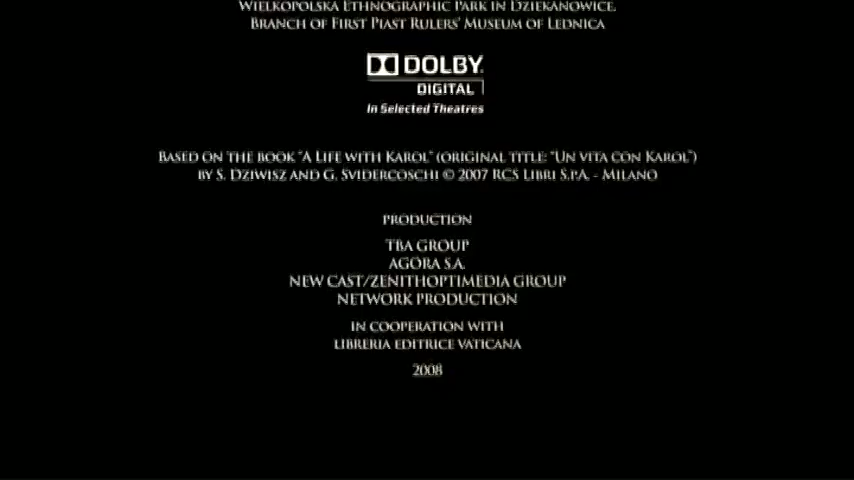 WIELKOPOLSKA ETHNOGRAPHIC PARK IN DZIEKANOWICE,
BRANCH OF FIRST PIAST RULERS' MUSEUM OF LEDNICA
DOLBY
DIGITAL
In Selected Theatres
BASED ON THE BOOK "A LIFE WITH KAROL" (ORIGINAL TITLE: "UN VITA CON KAROL")
BY S. DZIWISZ AND G. SVIDERCOSCHI © 2007 RCS LIBRI S.P.A. - MILANO
PRODUCTION
TBA GROUP
AGORA S.A.
NEW CAST/ZENITHOPTIMEDIA GROUP
NETWORK PRODUCTION
IN COOPERATION WITH
LIBRERIA EDITRICE VATICANA
2008